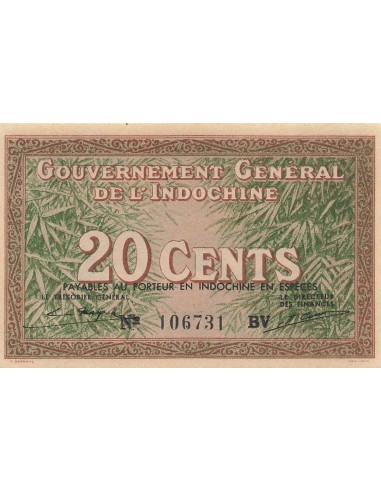 GOUVERNEMENT GÉNÉRAL
DE L'INDOCHINE
20 CENTS
PAYABLES AU PORTEUR EN INDOCHINE EN ESPÈCES
LE TRÉSORIER GÉNÉRAL
LE DIRECTEUR
DES FINANCES
Nº 106731 BV